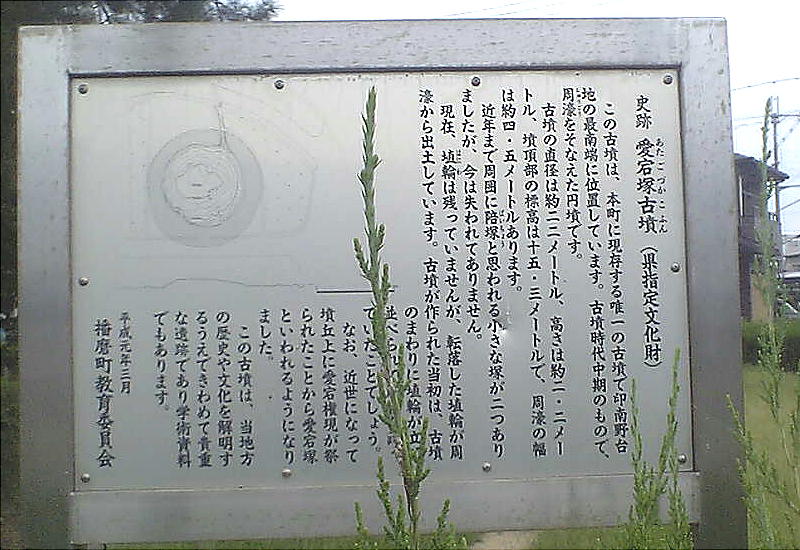 史跡 愛宕塚古墳（県指定文化財）
あたごづかこふん
この古墳は、本町に現存する唯一の古墳で印南野台
地の最南端に位置しています。古墳時代中期のもので、
周濠をそなえた円墳です。
古墳の直径は約二二メートル、高さは約二・二メー
トル、墳頂部の標高は十五・三メートルで、周濠の幅
は約四・五メートルあります。
近年まで周囲に陪塚と思われる小さな塚が二つあり
ましたが、今は失われてありません。
現在、埴輪は残っていませんが、転落した埴輪が周
濠から出土しています。古墳が作られた当初は、古墳
のまわりに埴輪が立
ていたことでしょう。
なお、近世になって
墳丘上に愛宕権現が祭
られたことから愛宕塚
といわれるようになり
ました。
この古墳は、当地方
の歴史や文化を解明す
るうえできわめて貴重
な遺跡であり学術資料
でもあります。
平成元年三月
播磨町教育委員会